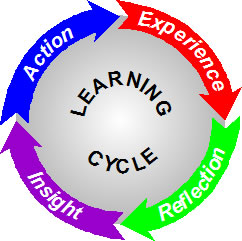 LEARNING
CYCLE
Experience
Reflection
Insight
Action